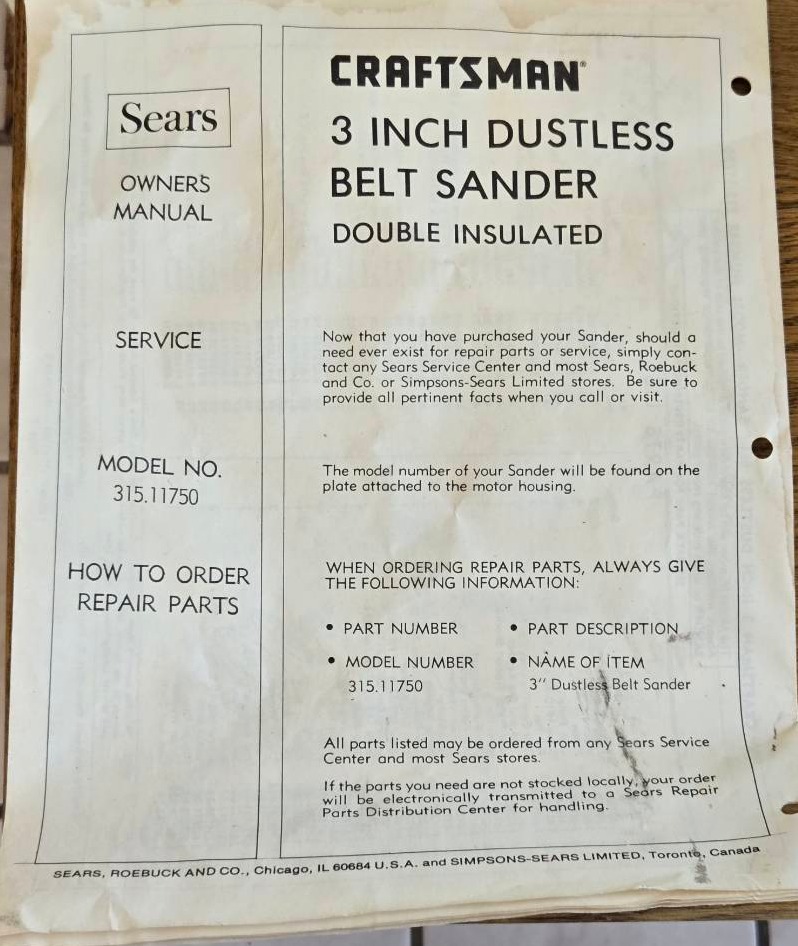 Sears
OWNER'S
MANUAL
CRAFTSMAN®
3 INCH DUSTLESS
BELT SANDER
DOUBLE INSULATED
SERVICE
Now that you have purchased your Sander, should a
need ever exist for repair parts or service, simply con-
tact any Sears Service Center and most Sears, Roebuck
and Co. or Simpsons-Sears Limited stores. Be sure to
provide all pertinent facts when you call or visit.
MODEL NO.
315.11750
The model number of your Sander will be found on the
plate attached to the motor housing.
HOW TO ORDER
REPAIR PARTS
WHEN ORDERING REPAIR PARTS, ALWAYS GIVE
THE FOLLOWING INFORMATION:
• PART NUMBER • PART DESCRIPTION
• MODEL NUMBER • NAME OF ITEM
315.11750 3" Dustless Belt Sander
All parts listed may be ordered from any Sears Service
Center and most Sears stores.
If the parts you need are not stocked locally, your order
will be electronically transmitted to a Sears Repair
Parts Distribution Center for handling.
SEARS, ROEBUCK AND CO., Chicago, IL 60684 U.S.A. and SIMPSONS-SEARS LIMITED, Toronto, Canada